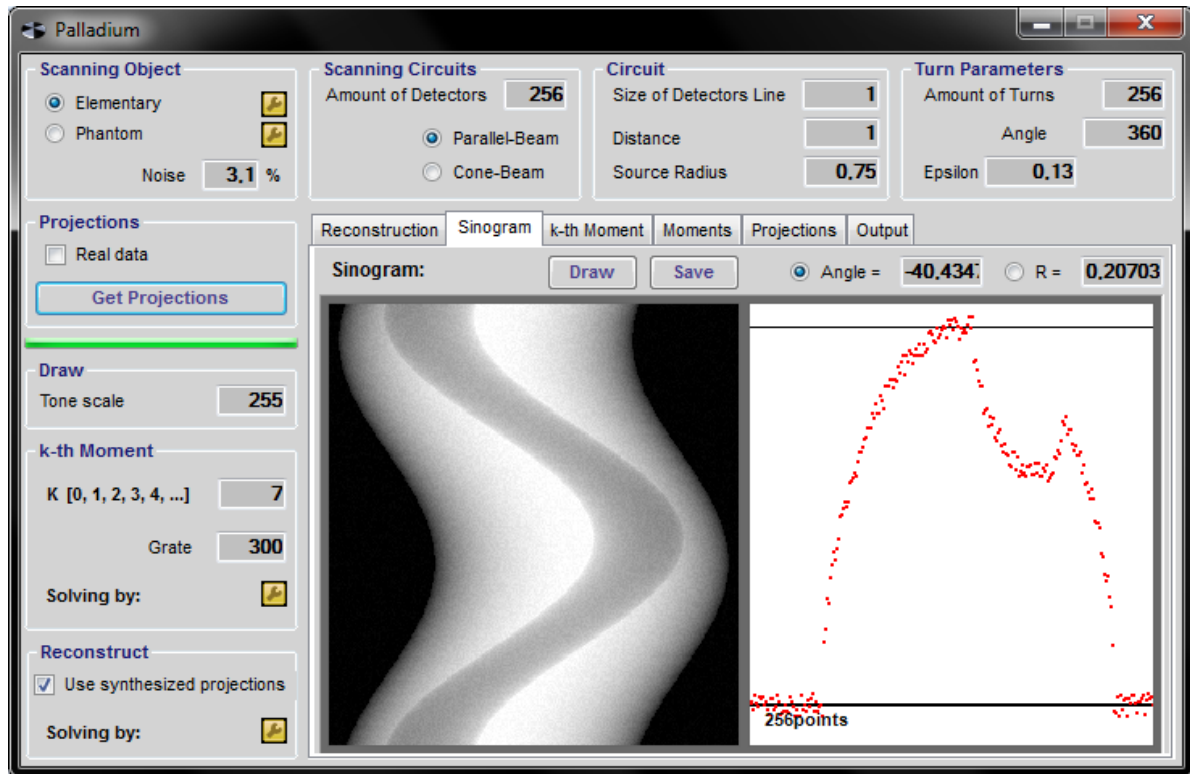 Palladium
Scanning Object
Elementary
Phantom
Noise 3,1 %
Scanning Circuits
Amount of Detectors 256
Parallel-Beam
Cone-Beam
Circuit
Size of Detectors Line 1
Distance 1
Source Radius 0,75
Turn Parameters
Amount of Turns 256
Angle 360
Epsilon 0,13
Projections
Real data
Get Projections
Draw
Tone scale 255
k-th Moment
K [0, 1, 2, 3, 4, ...] 7
Grate 300
Solving by:
Reconstruct
Use synthesized projections
Solving by:
Reconstruction Sinogram k-th Moment Moments Projections Output
Sinogram: Draw Save Angle = -40,434 R = 0,20703
256points